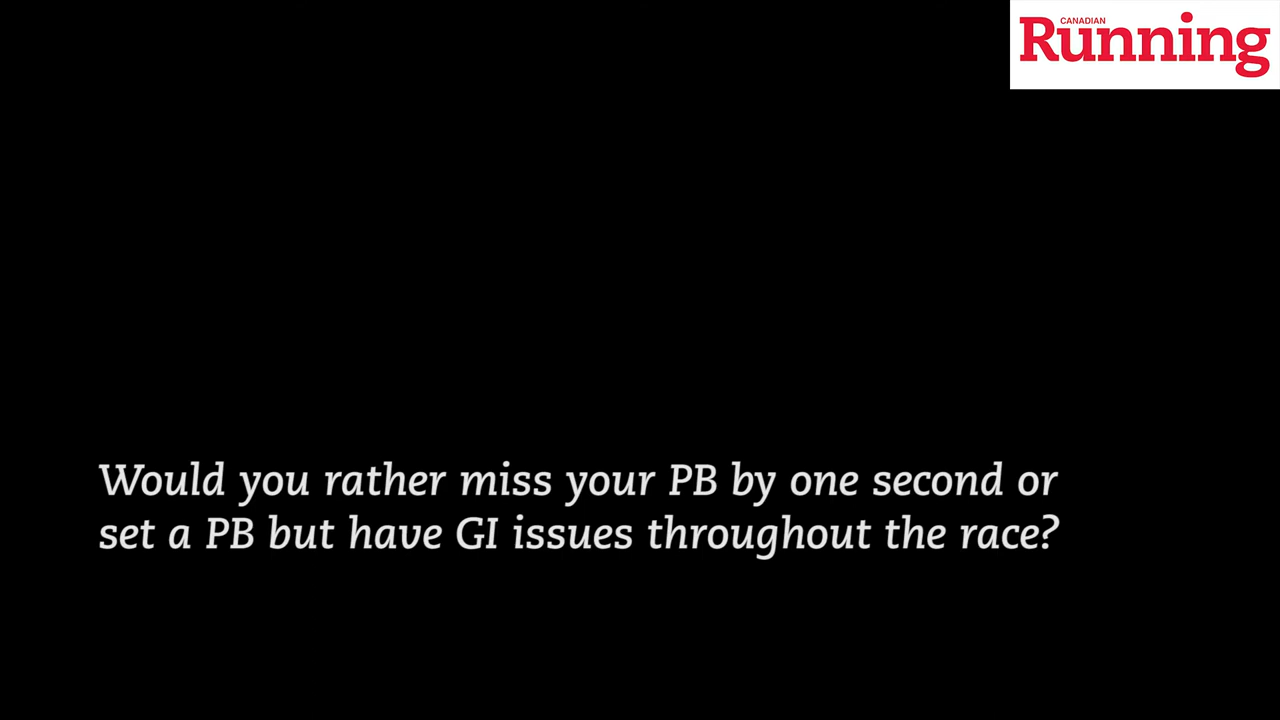 CANADIAN
Running
Would you rather miss your PB by one second or
set a PB but have GI issues throughout the race?